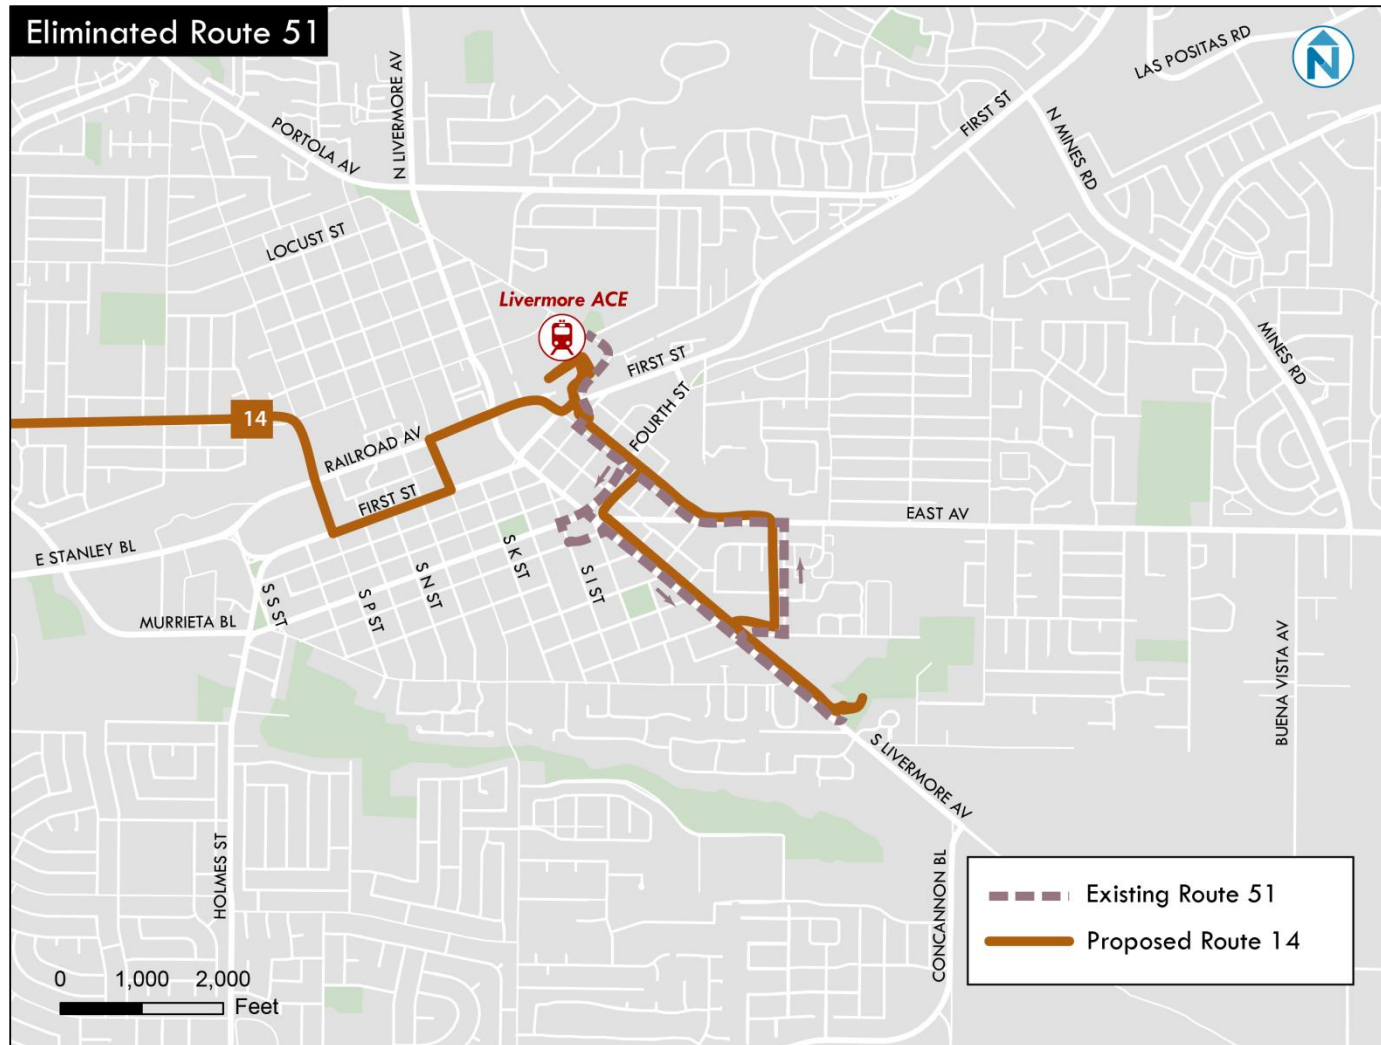 Eliminated Route 51
N
LAS POSITAS RD
N LIVERMORE AV
PORTOLA AV
FIRST ST
N MINES RD
LOCUST ST
Livermore ACE
MINES RD
FIRST ST
14
FOURTH ST
RAILROAD AV
FIRST ST
EAST AV
E STANLEY BL
S K ST
S I ST
S N ST
S P ST
S S ST
MURRIETA BL
BUENA VISTA AV
S LIVERMORE AV
HOLMES ST
CONCANNON BL
Existing Route 51
Proposed Route 14
0 1,000 2,000
Feet